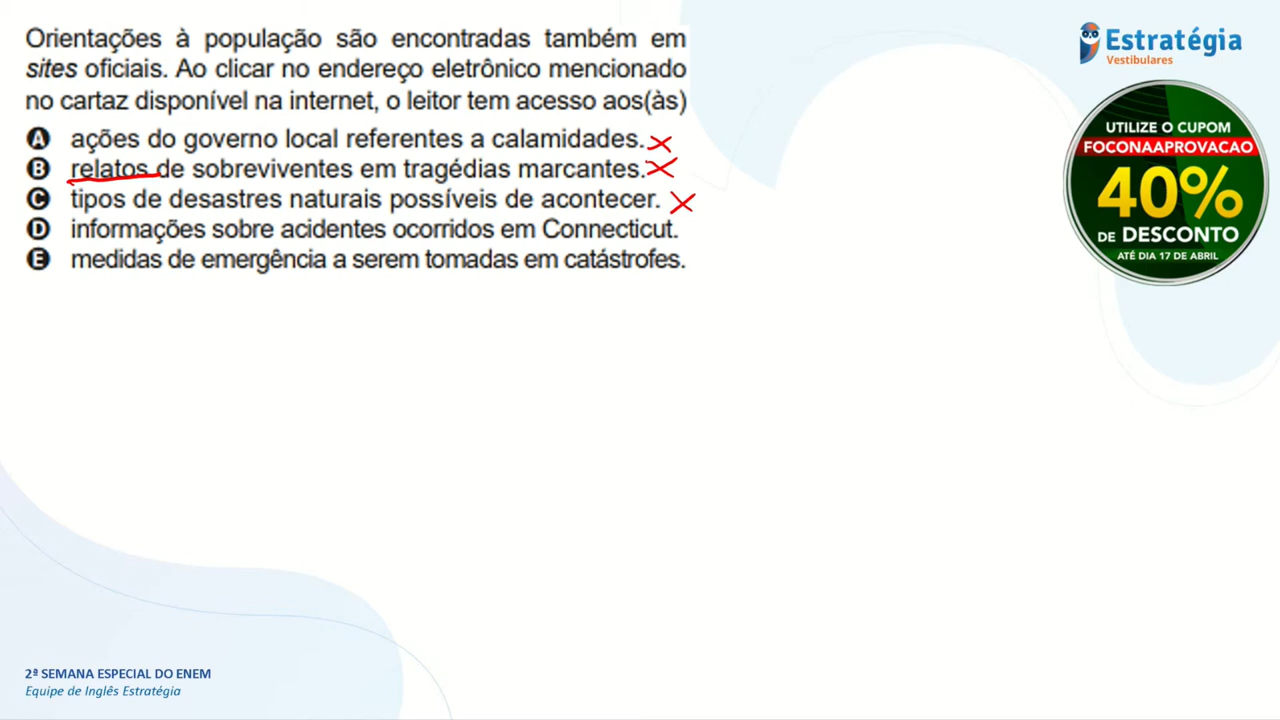 Orientações à população são encontradas também em
sites oficiais. Ao clicar no endereço eletrônico mencionado
no cartaz disponível na internet, o leitor tem acesso aos(às)
A ações do governo local referentes a calamidades.
B relatos de sobreviventes em tragédias marcantes.
C tipos de desastres naturais possíveis de acontecer.
D informações sobre acidentes ocorridos em Connecticut.
E medidas de emergência a serem tomadas em catástrofes.
Estratégia
Vestibulares
UTILIZE O CUPOM
FOCONAAPROVACAO
40%
DE DESCONTO
ATÉ DIA 17 DE ABRIL
2ª SEMANA ESPECIAL DO ENEM
Equipe de Inglês Estratégia